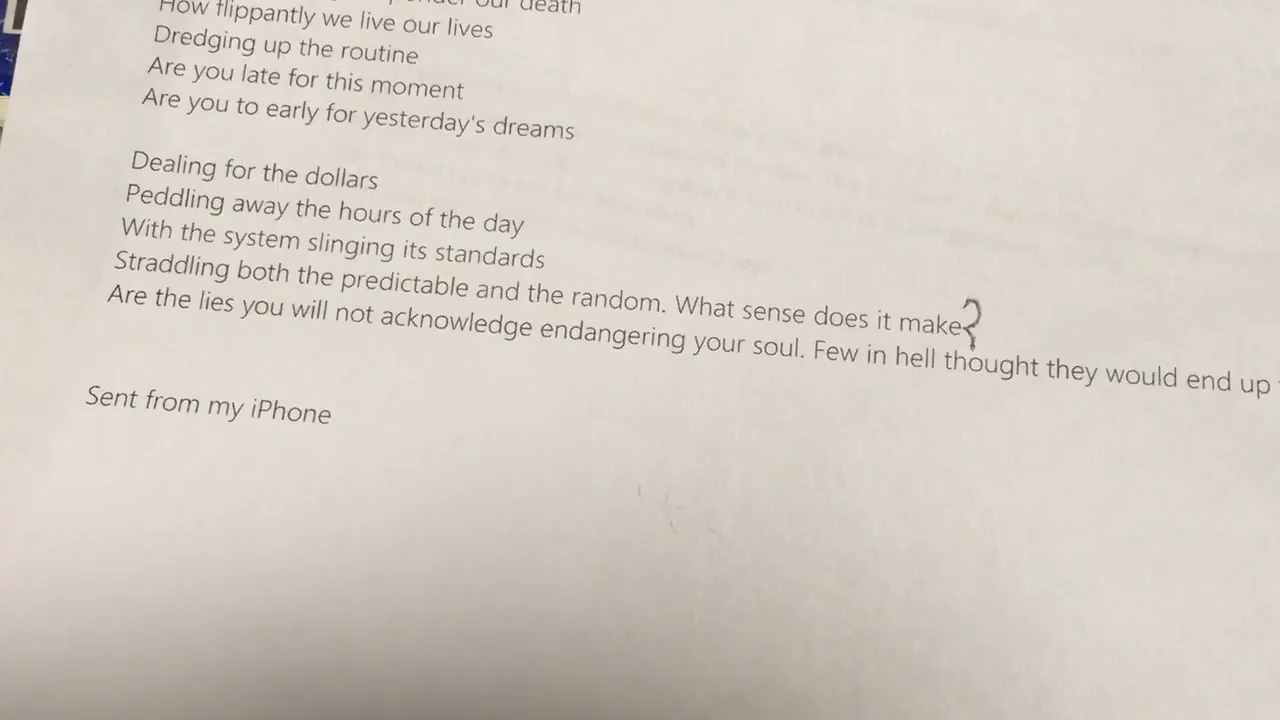 our death
How flippantly we live our lives
Dredging up the routine
Are you late for this moment
Are you to early for yesterday's dreams
Dealing for the dollars
Peddling away the hours of the day
With the system slinging its standards
Straddling both the predictable and the random. What sense does it make?
Are the lies you will not acknowledge endangering your soul. Few in hell thought they would end up
Sent from my iPhone